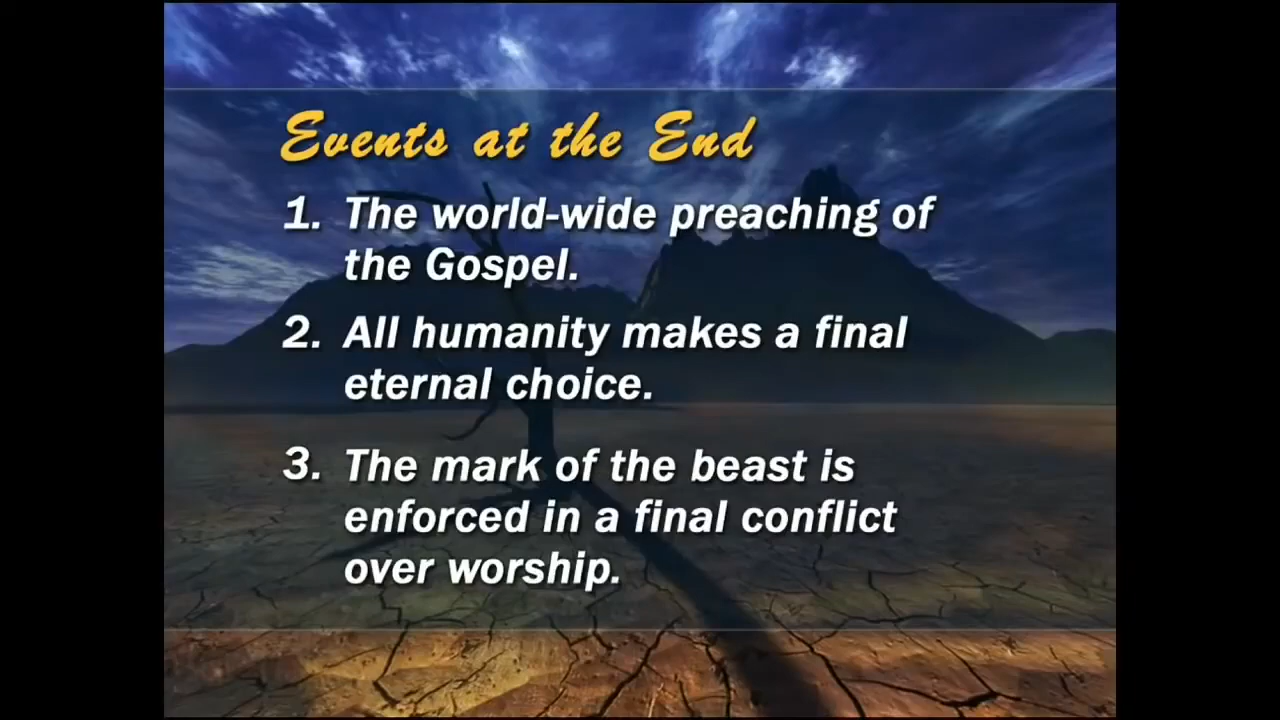 Events at the End
1. The world-wide preaching of
the Gospel.
2. All humanity makes a final
eternal choice.
3. The mark of the beast is
enforced in a final conflict
over worship.